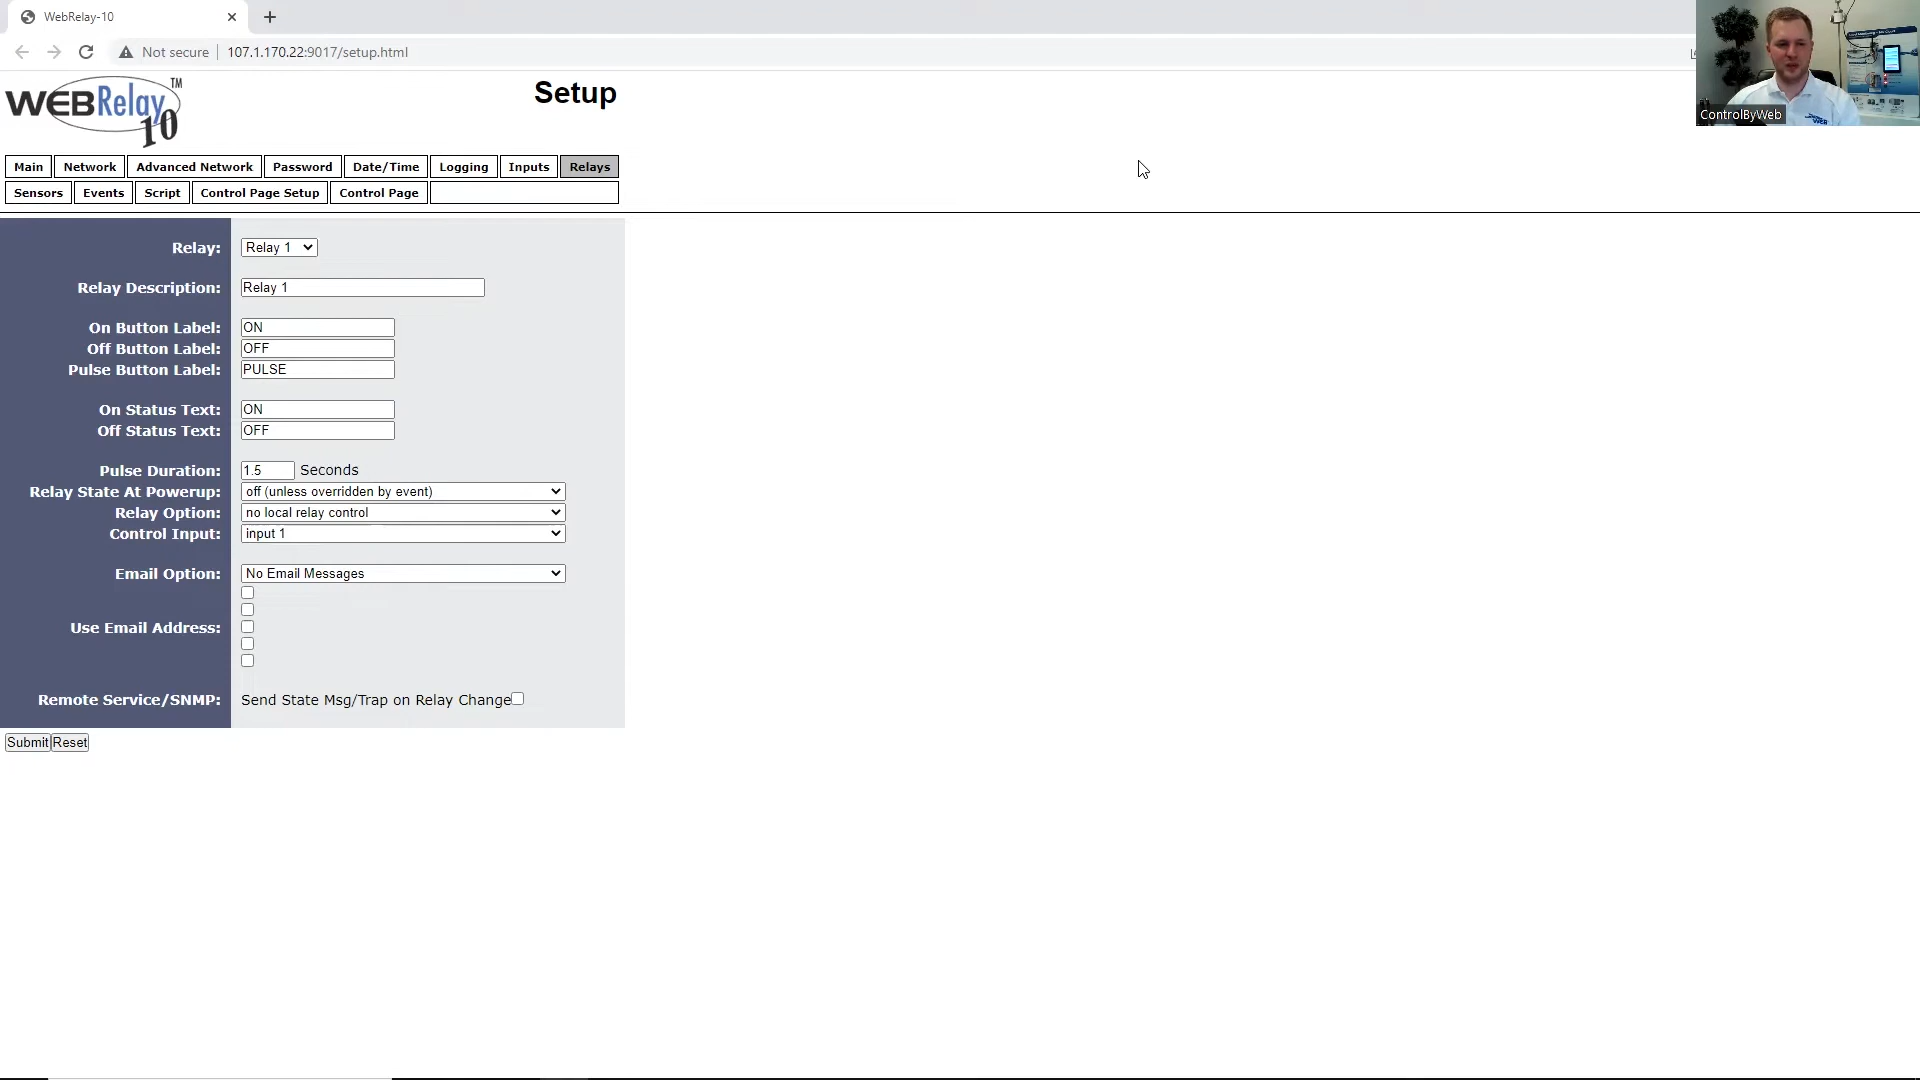 WebRelay-10
Not secure
107.1.170.22:9017/setup.html
WEBRelay TM
10
Setup
ControlByWeb
Main Network Advanced Network Password Date/Time Logging Inputs Relays
Sensors Events Script Control Page Setup Control Page
Relay: Relay 1
Relay Description: Relay 1
On Button Label: ON
Off Button Label: OFF
Pulse Button Label: PULSE
On Status Text: ON
Off Status Text: OFF
Pulse Duration: 1.5 Seconds
Relay State At Powerup: off (unless overridden by event)
Relay Option: no local relay control
Control Input: input 1
Email Option: No Email Messages
Use Email Address:
Remote Service/SNMP: Send State Msg/Trap on Relay Change
Submit Reset